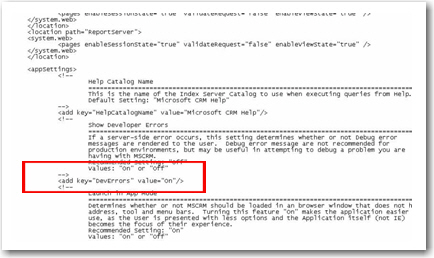 <pages enableSessionState="true" validateRequest="false" enableViewState="true" />
</system.web>
</location>
<location path="ReportServer">
<system.web>
<pages enableSessionState="true" validateRequest="false" enableViewState="true" />
</system.web>
</location>
<appSettings>
<!--
Help Catalog Name
================================================
This is the name of the Index Server Catalog to use when executing queries from Help.
Default Setting: "Microsoft CRM Help"
-->
<add key="HelpCatalogName" value="Microsoft CRM Help"/>
<!--
Show Developer Errors
================================================
If a server-side error occurs, this setting determines whether or not Debug error
messages are rendered to the user. Debug error message are not recommended for
production environments, but may be useful in attempting to debug a problem you are
having with MSCRM.
Recommended Setting: "Off"
Values: "On" or "Off"
-->
<add key="DevErrors" value="On"/>
<!--
Launch in App Mode
================================================
Determines whether or not MSCRM should be loaded in an browser window that does not h
address, tool and menu bars. Turning this feature "On" makes the application easier
use, as the user is presented with less options and the Application itself (not IE)
becomes the focus of their experience.
Recommended Setting: "On"
Values: "On" or "Off"